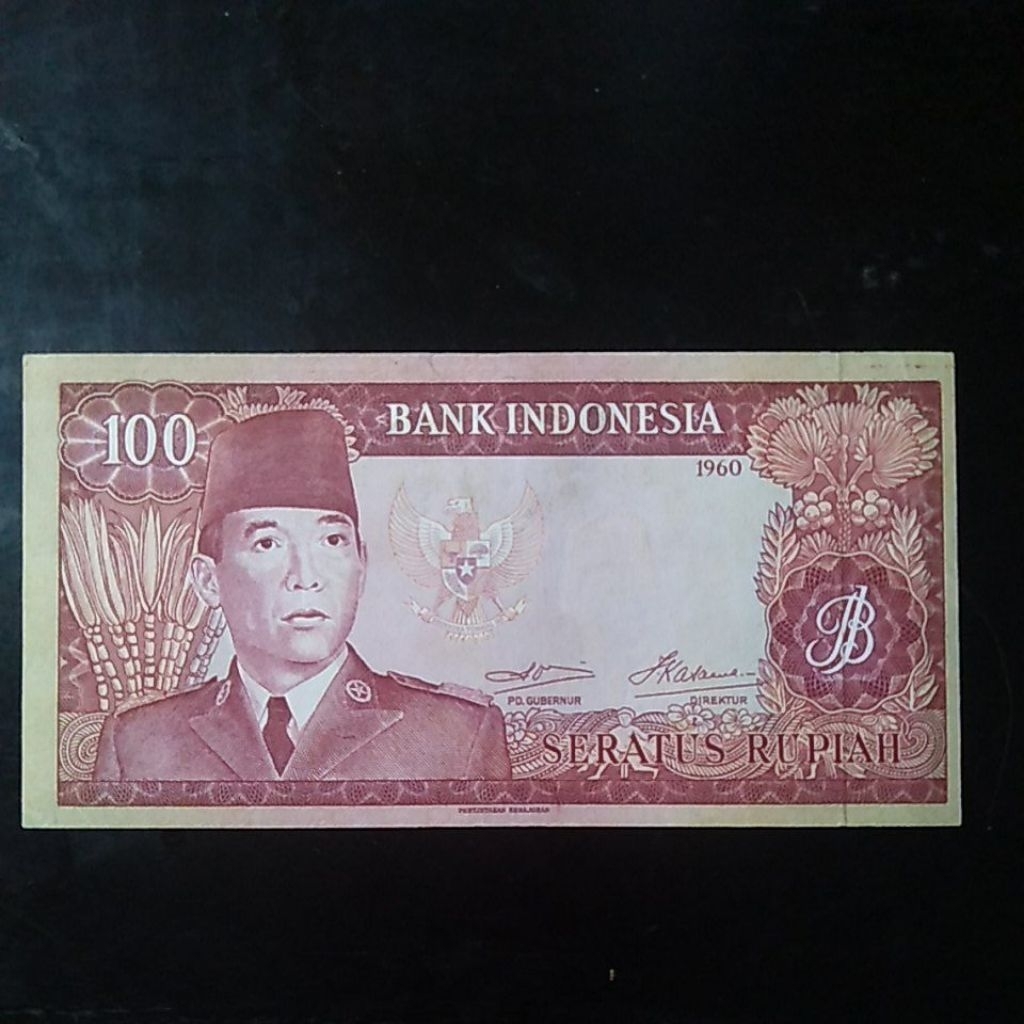 100
BANK INDONESIA
1960
PD. GUBERNUR
DIREKTUR
SERATUS RUPIAH